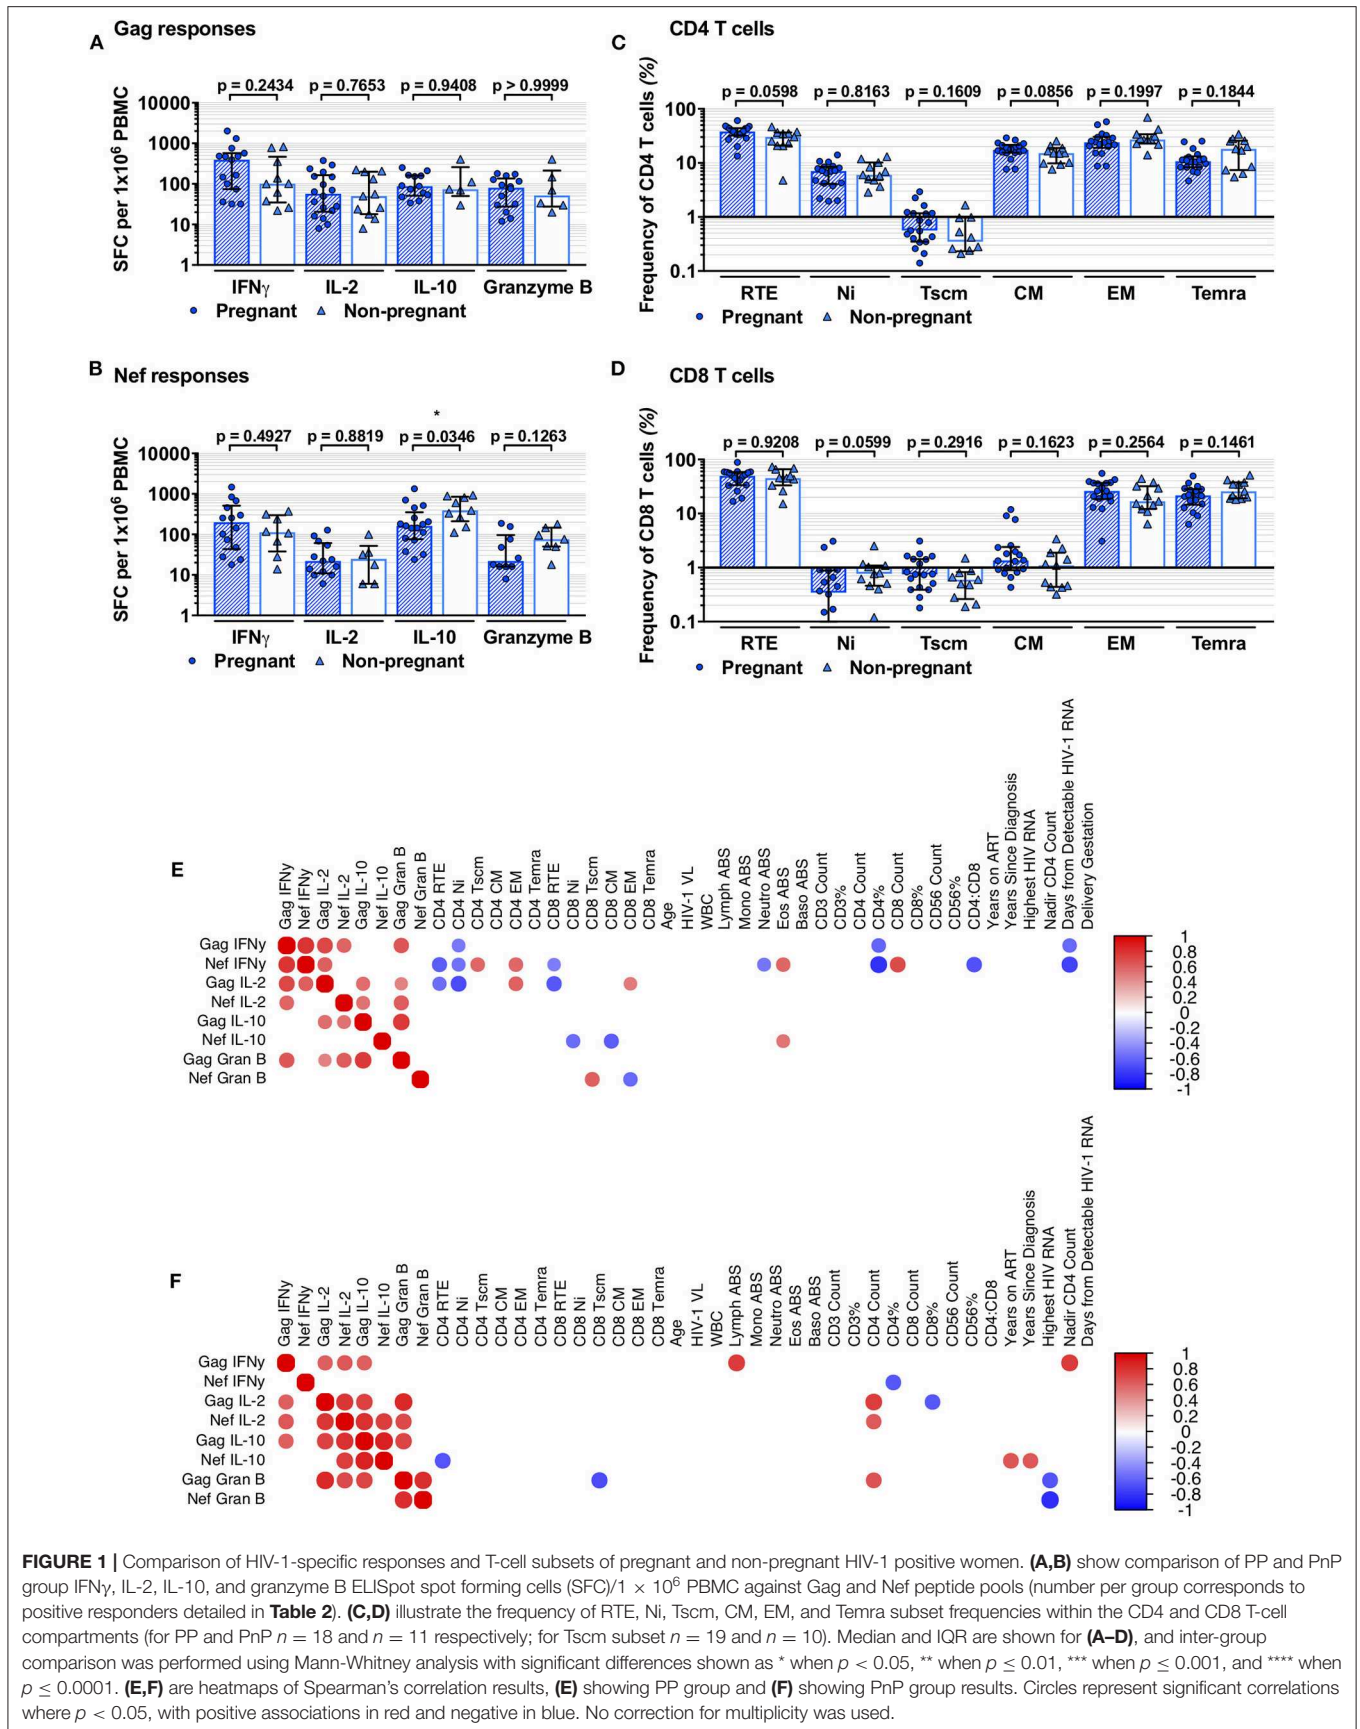 A Gag responses
p = 0.2434 p = 0.7653 p = 0.9408 p > 0.9999
SFC per 1x10⁶ PBMC
10000
1000
100
10
1
IFNγ IL-2 IL-10 Granzyme B
Pregnant Non-pregnant
C CD4 T cells
p = 0.0598 p = 0.8163 p = 0.1609 p = 0.0856 p = 0.1997 p = 0.1844
Frequency of CD4 T cells (%)
100
10
1
0.1
RTE Ni Tscm CM EM Temra
Pregnant Non-pregnant
B Nef responses
*
p = 0.4927 p = 0.8819 p = 0.0346 p = 0.1263
SFC per 1x10⁶ PBMC
10000
1000
100
10
1
IFNγ IL-2 IL-10 Granzyme B
Pregnant Non-pregnant
D CD8 T cells
p = 0.9208 p = 0.0599 p = 0.2916 p = 0.1623 p = 0.2564 p = 0.1461
Frequency of CD8 T cells (%)
100
10
1
0.1
RTE Ni Tscm CM EM Temra
Pregnant Non-pregnant
E
Gag IFNy
Nef IFNy
Gag IL-2
Nef IL-2
Gag IL-10
Nef IL-10
Gag Gran B
Nef Gran B
CD4 RTE
CD4 Ni
CD4 Tscm
CD4 CM
CD4 EM
CD4 Temra
CD8 RTE
CD8 Ni
CD8 Tscm
CD8 CM
CD8 EM
CD8 Temra
Age
HIV-1 VL
WBC
Lymph ABS
Mono ABS
Neutro ABS
Eos ABS
Baso ABS
CD3 Count
CD3%
CD4 Count
CD4%
CD8 Count
CD8%
CD56 Count
CD56%
CD4:CD8
Years on ART
Years Since Diagnosis
Highest HIV RNA
Nadir CD4 Count
Days from Detectable HIV-1 RNA
Delivery Gestation
Gag IFNy
Nef IFNy
Gag IL-2
Nef IL-2
Gag IL-10
Nef IL-10
Gag Gran B
Nef Gran B
1
0.8
0.6
0.4
0.2
0
-0.2
-0.4
-0.6
-0.8
-1
F
Gag IFNy
Nef IFNy
Gag IL-2
Nef IL-2
Gag IL-10
Nef IL-10
Gag Gran B
Nef Gran B
CD4 RTE
CD4 Ni
CD4 Tscm
CD4 CM
CD4 EM
CD4 Temra
CD8 RTE
CD8 Ni
CD8 Tscm
CD8 CM
CD8 EM
CD8 Temra
Age
HIV-1 VL
WBC
Lymph ABS
Mono ABS
Neutro ABS
Eos ABS
Baso ABS
CD3 Count
CD3%
CD4 Count
CD4%
CD8 Count
CD8%
CD56 Count
CD56%
CD4:CD8
Years on ART
Years Since Diagnosis
Highest HIV RNA
Nadir CD4 Count
Days from Detectable HIV-1 RNA
Gag IFNy
Nef IFNy
Gag IL-2
Nef IL-2
Gag IL-10
Nef IL-10
Gag Gran B
Nef Gran B
1
0.8
0.6
0.4
0.2
0
-0.2
-0.4
-0.6
-0.8
-1
FIGURE 1 | Comparison of HIV-1-specific responses and T-cell subsets of pregnant and non-pregnant HIV-1 positive women. (A,B) show comparison of PP and PnP
group IFNγ, IL-2, IL-10, and granzyme B ELISpot spot forming cells (SFC)/1 × 10⁶ PBMC against Gag and Nef peptide pools (number per group corresponds to
positive responders detailed in Table 2). (C,D) illustrate the frequency of RTE, Ni, Tscm, CM, EM, and Temra subset frequencies within the CD4 and CD8 T-cell
compartments (for PP and PnP n = 18 and n = 11 respectively; for Tscm subset n = 19 and n = 10). Median and IQR are shown for (A–D), and inter-group
comparison was performed using Mann-Whitney analysis with significant differences shown as * when p < 0.05, ** when p ≤ 0.01, *** when p ≤ 0.001, and **** when
p ≤ 0.0001. (E,F) are heatmaps of Spearman's correlation results, (E) showing PP group and (F) showing PnP group results. Circles represent significant correlations
where p < 0.05, with positive associations in red and negative in blue. No correction for multiplicity was used.